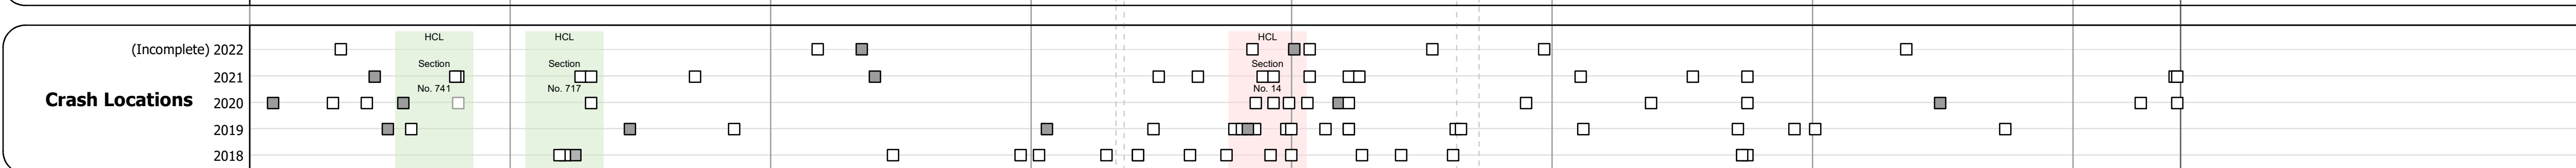 HCL
HCL
HCL
(Incomplete) 2022
Section
Section
Section
2021
No. 741
No. 717
No. 14
Crash Locations
2020
2019
2018